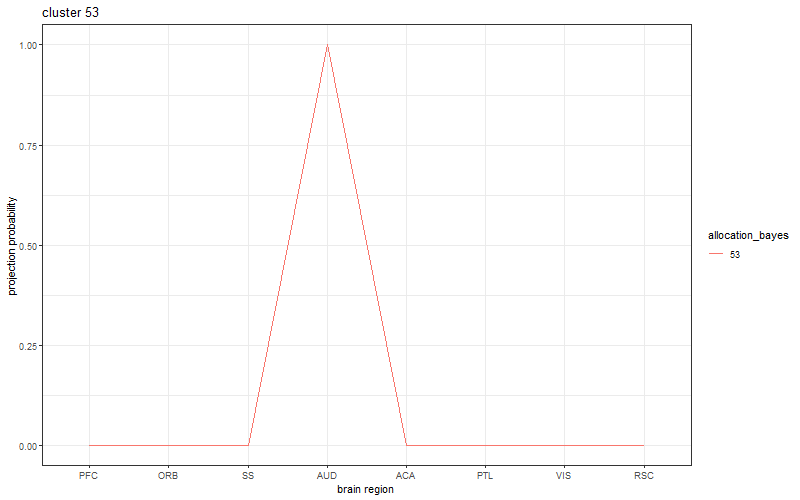 cluster 53
1.00
0.75
0.50
0.25
0.00
projection probability
PFC ORB SS AUD ACA PTL VIS RSC
brain region
allocation_bayes
53